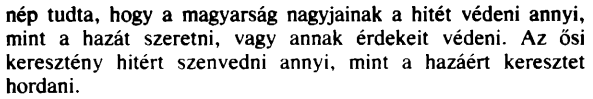 nép tudta, hogy a magyarság nagyjainak a hitét védeni annyi,
mint a hazát szeretni, vagy annak érdekeit védeni. Az ősi
keresztény hitért szenvedni annyi, mint a hazáért keresztet
hordani.